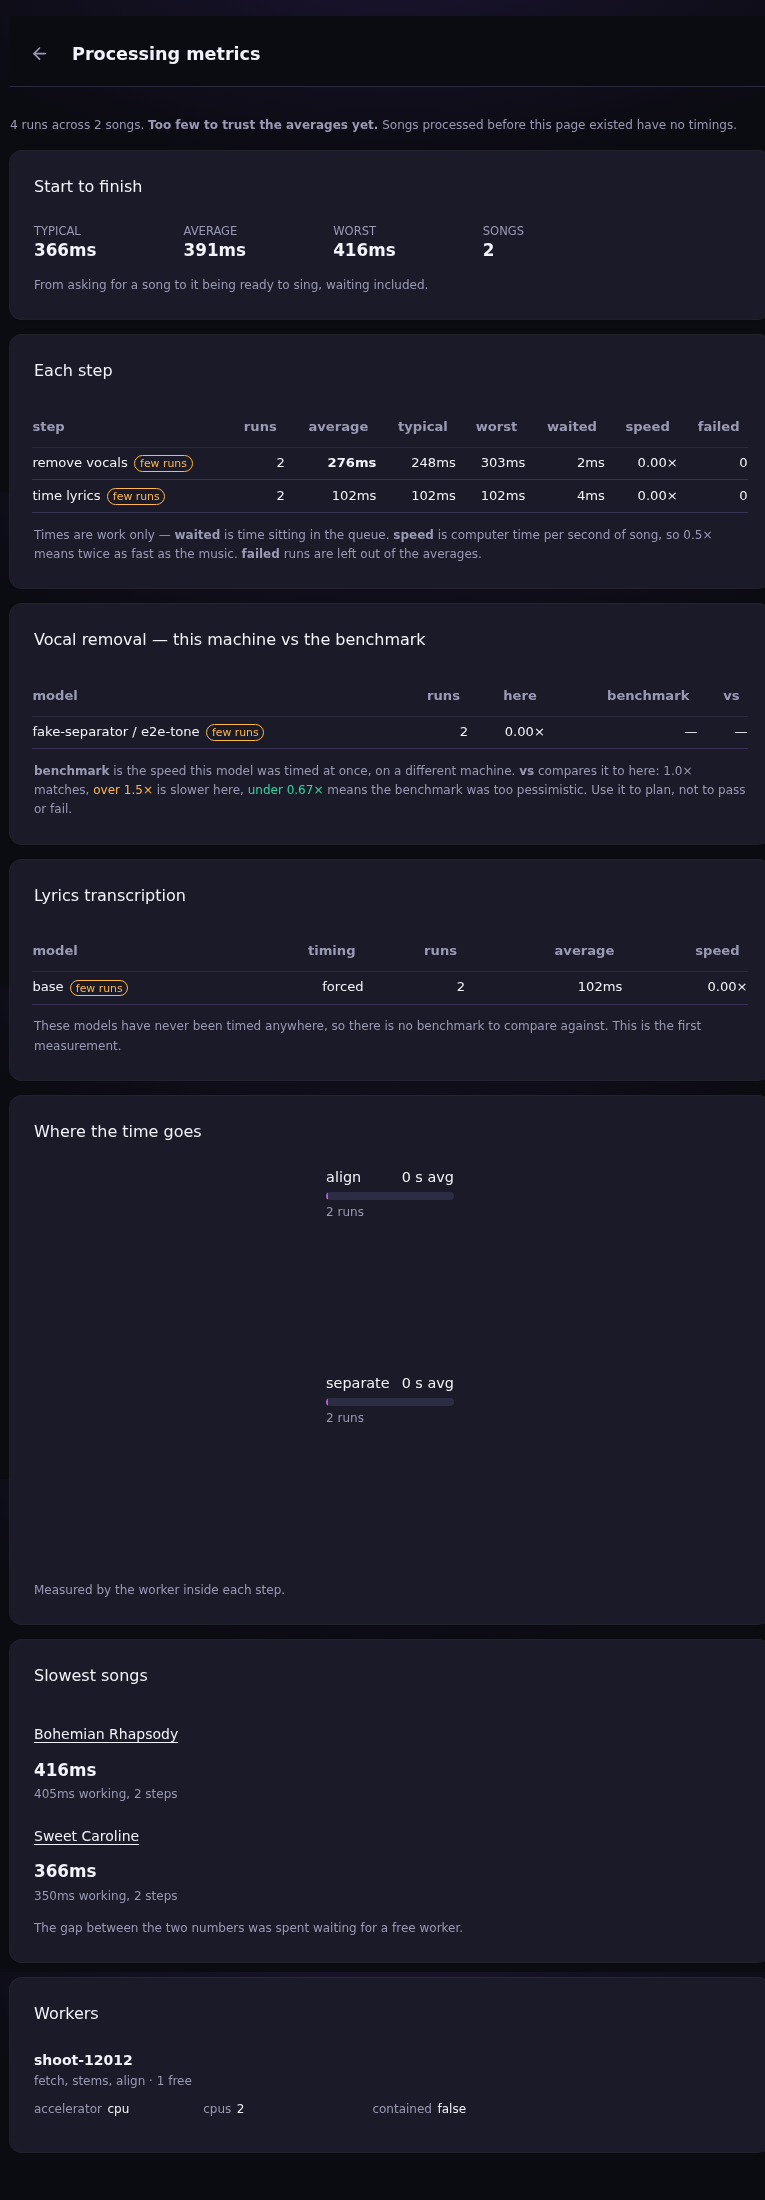 ← Processing metrics
4 runs across 2 songs. Too few to trust the averages yet. Songs processed before this page existed have no timings.
Start to finish
TYPICAL AVERAGE WORST SONGS
366ms 391ms 416ms 2
From asking for a song to it being ready to sing, waiting included.
Each step
step runs average typical worst waited speed failed
remove vocals few runs 2 276ms 248ms 303ms 2ms 0.00× 0
time lyrics few runs 2 102ms 102ms 102ms 4ms 0.00× 0
Times are work only — waited is time sitting in the queue. speed is computer time per second of song, so 0.5×
means twice as fast as the music. failed runs are left out of the averages.
Vocal removal — this machine vs the benchmark
model runs here benchmark vs
fake-separator / e2e-tone few runs 2 0.00× — —
benchmark is the speed this model was timed at once, on a different machine. vs compares it to here: 1.0×
matches, over 1.5× is slower here, under 0.67× means the benchmark was too pessimistic. Use it to plan, not to pass
or fail.
Lyrics transcription
model timing runs average speed
base few runs forced 2 102ms 0.00×
These models have never been timed anywhere, so there is no benchmark to compare against. This is the first
measurement.
Where the time goes
align 0 s avg
2 runs
separate 0 s avg
2 runs
Measured by the worker inside each step.
Slowest songs
Bohemian Rhapsody
416ms
405ms working, 2 steps
Sweet Caroline
366ms
350ms working, 2 steps
The gap between the two numbers was spent waiting for a free worker.
Workers
shoot-12012
fetch, stems, align · 1 free
accelerator cpu cpus 2 contained false